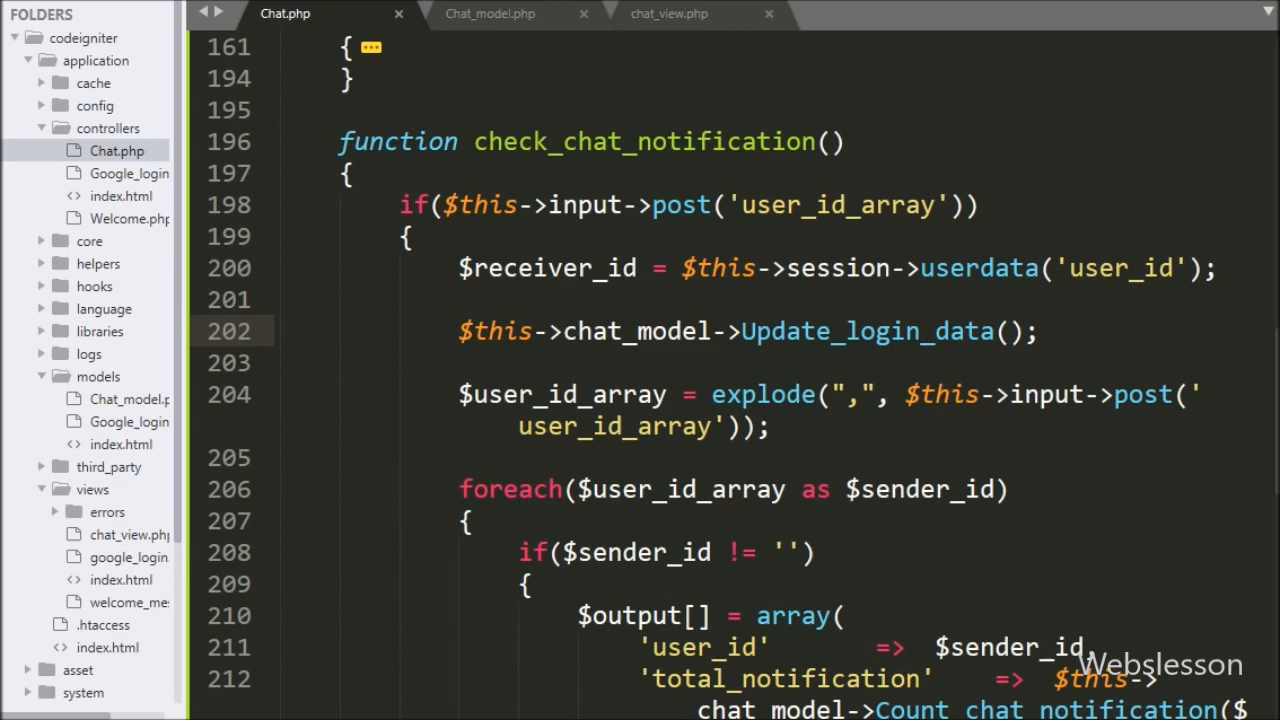 FOLDERS
codeigniter
application
cache
config
controllers
Chat.php
Google_login
index.html
Welcome.php
core
helpers
hooks
language
libraries
logs
models
Chat_model.p
Google_login
index.html
third_party
views
errors
chat_view.php
google_login
index.html
welcome_mes
.htaccess
index.html
asset
system
Chat.php × Chat_model.php × chat_view.php ×
161 {
194 }
195
196 function check_chat_notification()
197 {
198 if($this->input->post('user_id_array'))
199 {
200 $receiver_id = $this->session->userdata('user_id');
201
202 $this->chat_model->Update_login_data();
203
204 $user_id_array = explode(",", $this->input->post('
user_id_array'));
205
206 foreach($user_id_array as $sender_id)
207 {
208 if($sender_id != '')
209 {
210 $output[] = array(
211 'user_id' => $sender_id,
212 'total_notification' => $this->
chat_model->Count_chat_notification($
Webslesson